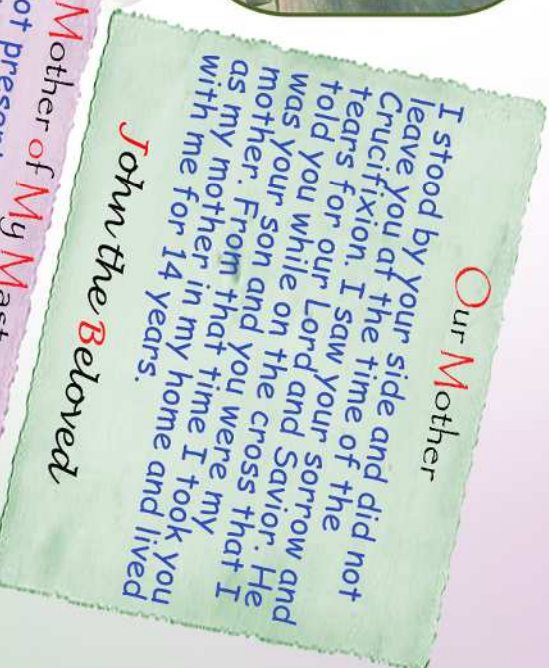 Our Mother
I stood by your side and did not
leave you at the time of the
Crucifixion. I saw your sorrow and
tears for our Lord and Savior. He
told you while on the cross that I
was your son and you were my
mother. From that time I took you
as my mother in my home and lived
with me for 14 years.
John the Beloved
Mother of My Mast
ot present